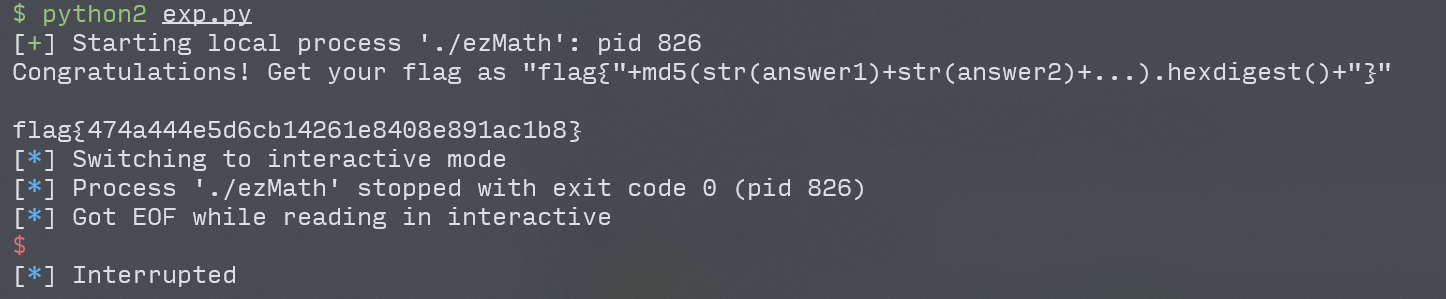 $ python2 exp.py
[+] Starting local process './ezMath': pid 826
Congratulations! Get your flag as "flag{"+md5(str(answer1)+str(answer2)+...).hexdigest()+"}"
flag{474a444e5d6cb14261e8408e891ac1b8}
[*] Switching to interactive mode
[*] Process './ezMath' stopped with exit code 0 (pid 826)
[*] Got EOF while reading in interactive
$
[*] Interrupted